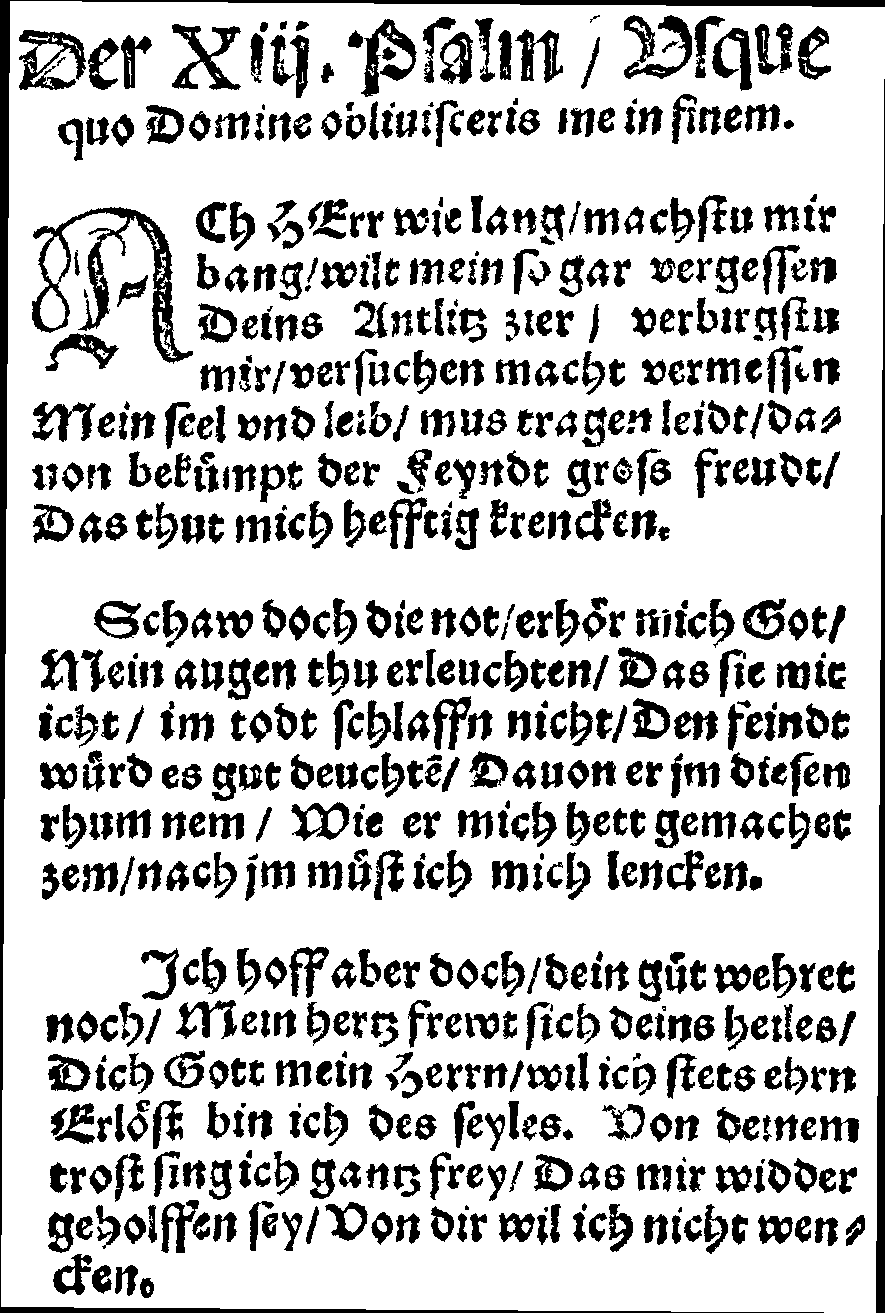 Der Xiij. Psalm / Vsque
quo Domine obliuisceris me in finem.
ACh HErr wie lang/machstu mir
bang/wilt mein so gar vergessen
Deins Antlitz zier / verbirgstu
mir/versuchen macht vermessen
Mein seel vnd leib/ mus tragen leidt/da⸗
uon bekümpt der Feyndt gross freudt/
Das thut mich hefftig krencken.
Schaw doch die not/erhör mich Got/
Mein augen thu erleuchten/ Das sie mit
icht/ im todt schlaffn nicht/Den feindt
würd es gut deuchtē/ Dauon er jm diesen
rhum nem / Wie er mich hett gemachet
zem/nach jm müst ich mich lencken.
Ich hoff aber doch/dein güt wehret
noch/ Mein hertz frewt sich deins heiles/
Dich Gott mein Herrn/wil ich stets ehrn
Erlöst bin ich des seyles. Von deinem
trost sing ich gantz frey/ Das mir widder
geholffen sey/Von dir wil ich nicht wen⸗
cken.